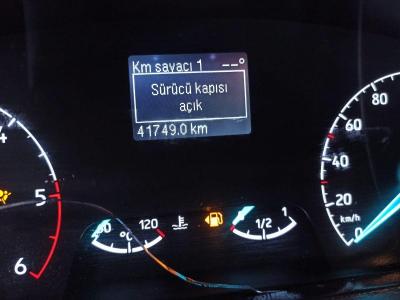 Km sayacı 1 --°
Sürücü kapısı
açık
41749.0 km
4
5
6
120
°C
1/2
1
0
20
40
60
80
km/h